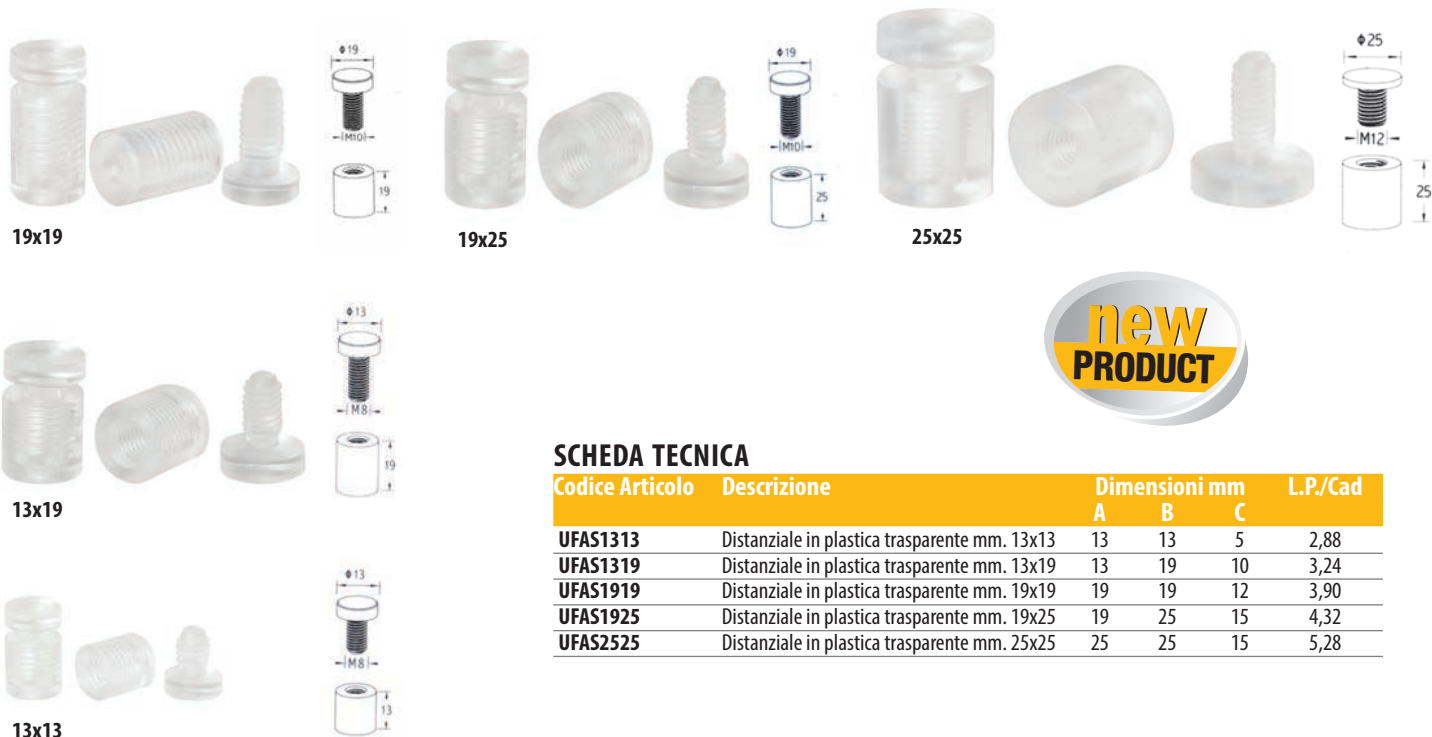 Φ19
M10
19
19x19
Φ19
M10
25
19x25
Φ25
M12
25
25x25
Φ13
M8
19
13x19
new
PRODUCT
Φ13
M8
13
13x13
SCHEDA TECNICA
Codice Articolo Descrizione Dimensioni mm L.P./Cad
A B C
UFAS1313 Distanziale in plastica trasparente mm. 13x13 13 13 5 2,88
UFAS1319 Distanziale in plastica trasparente mm. 13x19 13 19 10 3,24
UFAS1919 Distanziale in plastica trasparente mm. 19x19 19 19 12 3,90
UFAS1925 Distanziale in plastica trasparente mm. 19x25 19 25 15 4,32
UFAS2525 Distanziale in plastica trasparente mm. 25x25 25 25 15 5,28